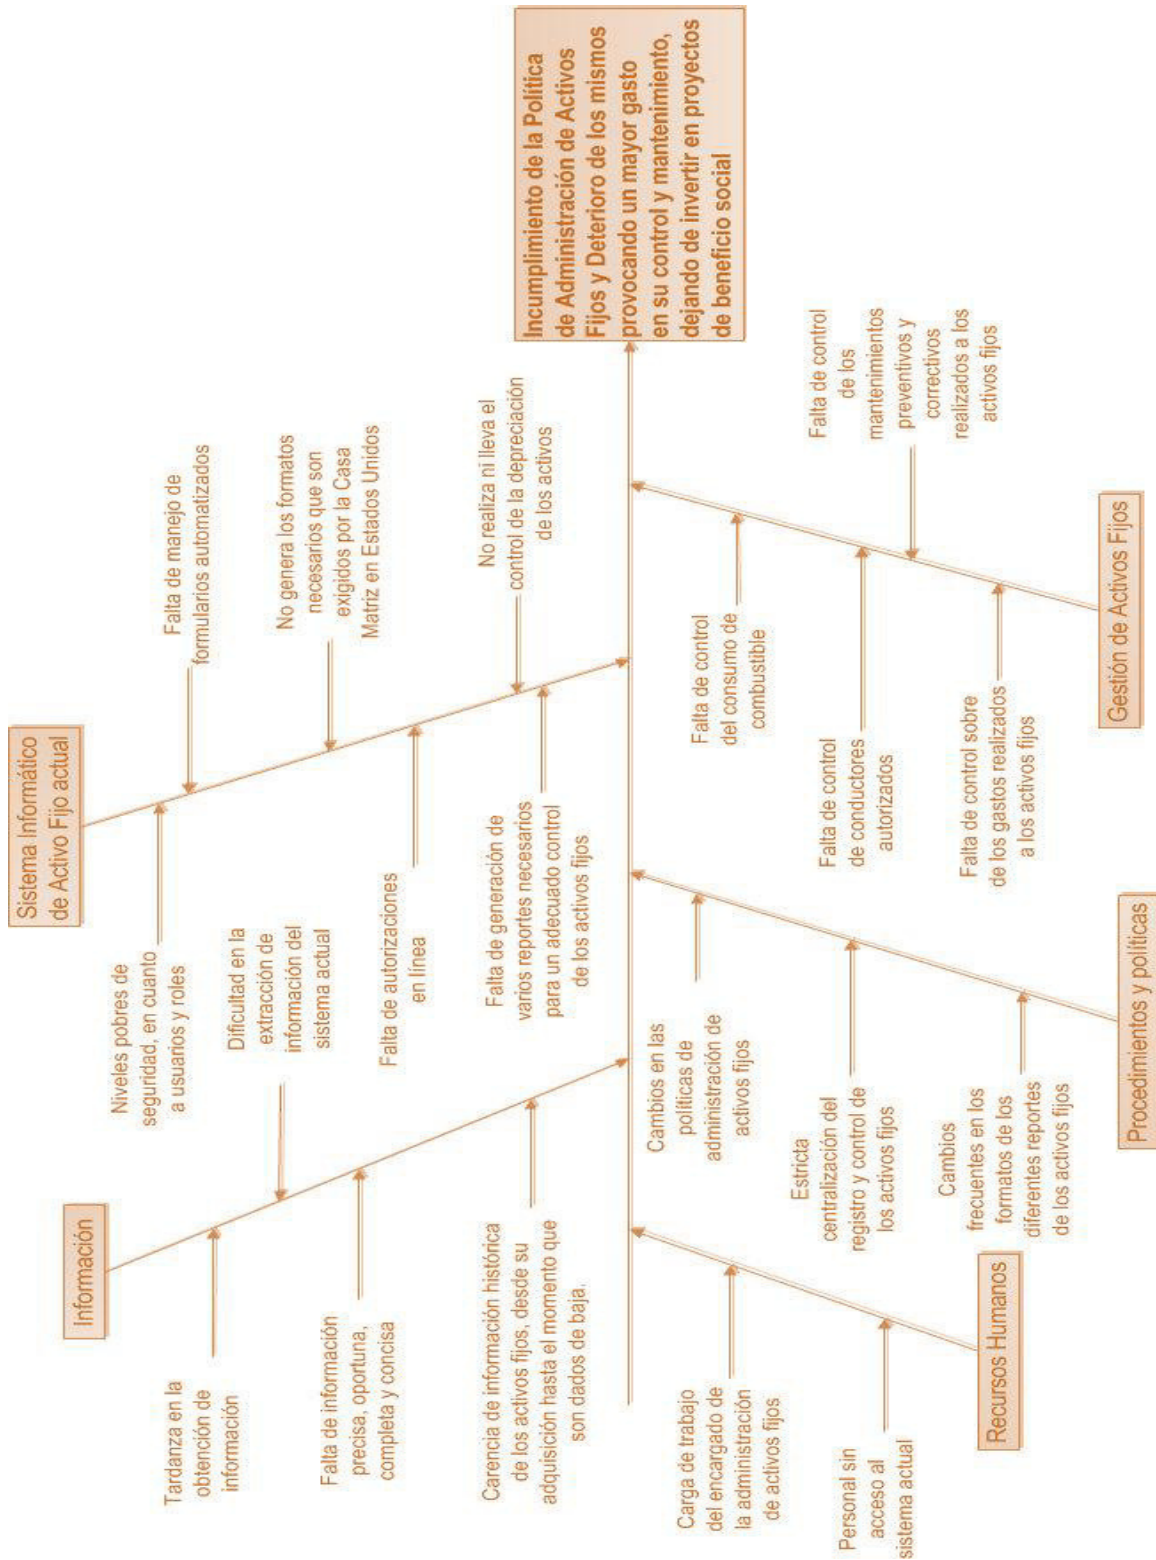 Información
Tardanza en la
obtención de
información
Dificultad en la
extracción de
información del
sistema actual
Falta de información
precisa, oportuna,
completa y concisa
Carencia de información histórica
de los activos fijos, desde su
adquisición hasta el momento que
son dados de baja.
Sistema Informático
de Activo Fijo actual
Niveles pobres de
seguridad, en cuanto
a usuarios y roles
Falta de manejo de
formularios automatizados
No genera los formatos
necesarios que son
exigidos por la Casa
Matriz en Estados Unidos
Falta de autorizaciones
en línea
No realiza ni lleva el
control de la depreciación
de los activos
Falta de generación de
varios reportes necesarios
para un adecuado control
de los activos fijos
Incumplimiento de la Política
de Administración de Activos
Fijos y Deterioro de los mismos
provocando un mayor gasto
en su control y mantenimiento,
dejando de invertir en proyectos
de beneficio social
Carga de trabajo
del encargado de
la administración
de activos fijos
Personal sin
acceso al
sistema actual
Recursos Humanos
Cambios en las
políticas de
administración de
activos fijos
Estricta
centralización del
registro y control de
los activos fijos
Cambios
frecuentes en los
formatos de los
diferentes reportes
de los activos fijos
Procedimientos y políticas
Falta de control
del consumo de
combustible
Falta de control
de conductores
autorizados
Falta de control
de los
mantenimientos
preventivos y
correctivos
realizados a los
activos fijos
Falta de control sobre
de los gastos realizados
a los activos fijos
Gestión de Activos Fijos